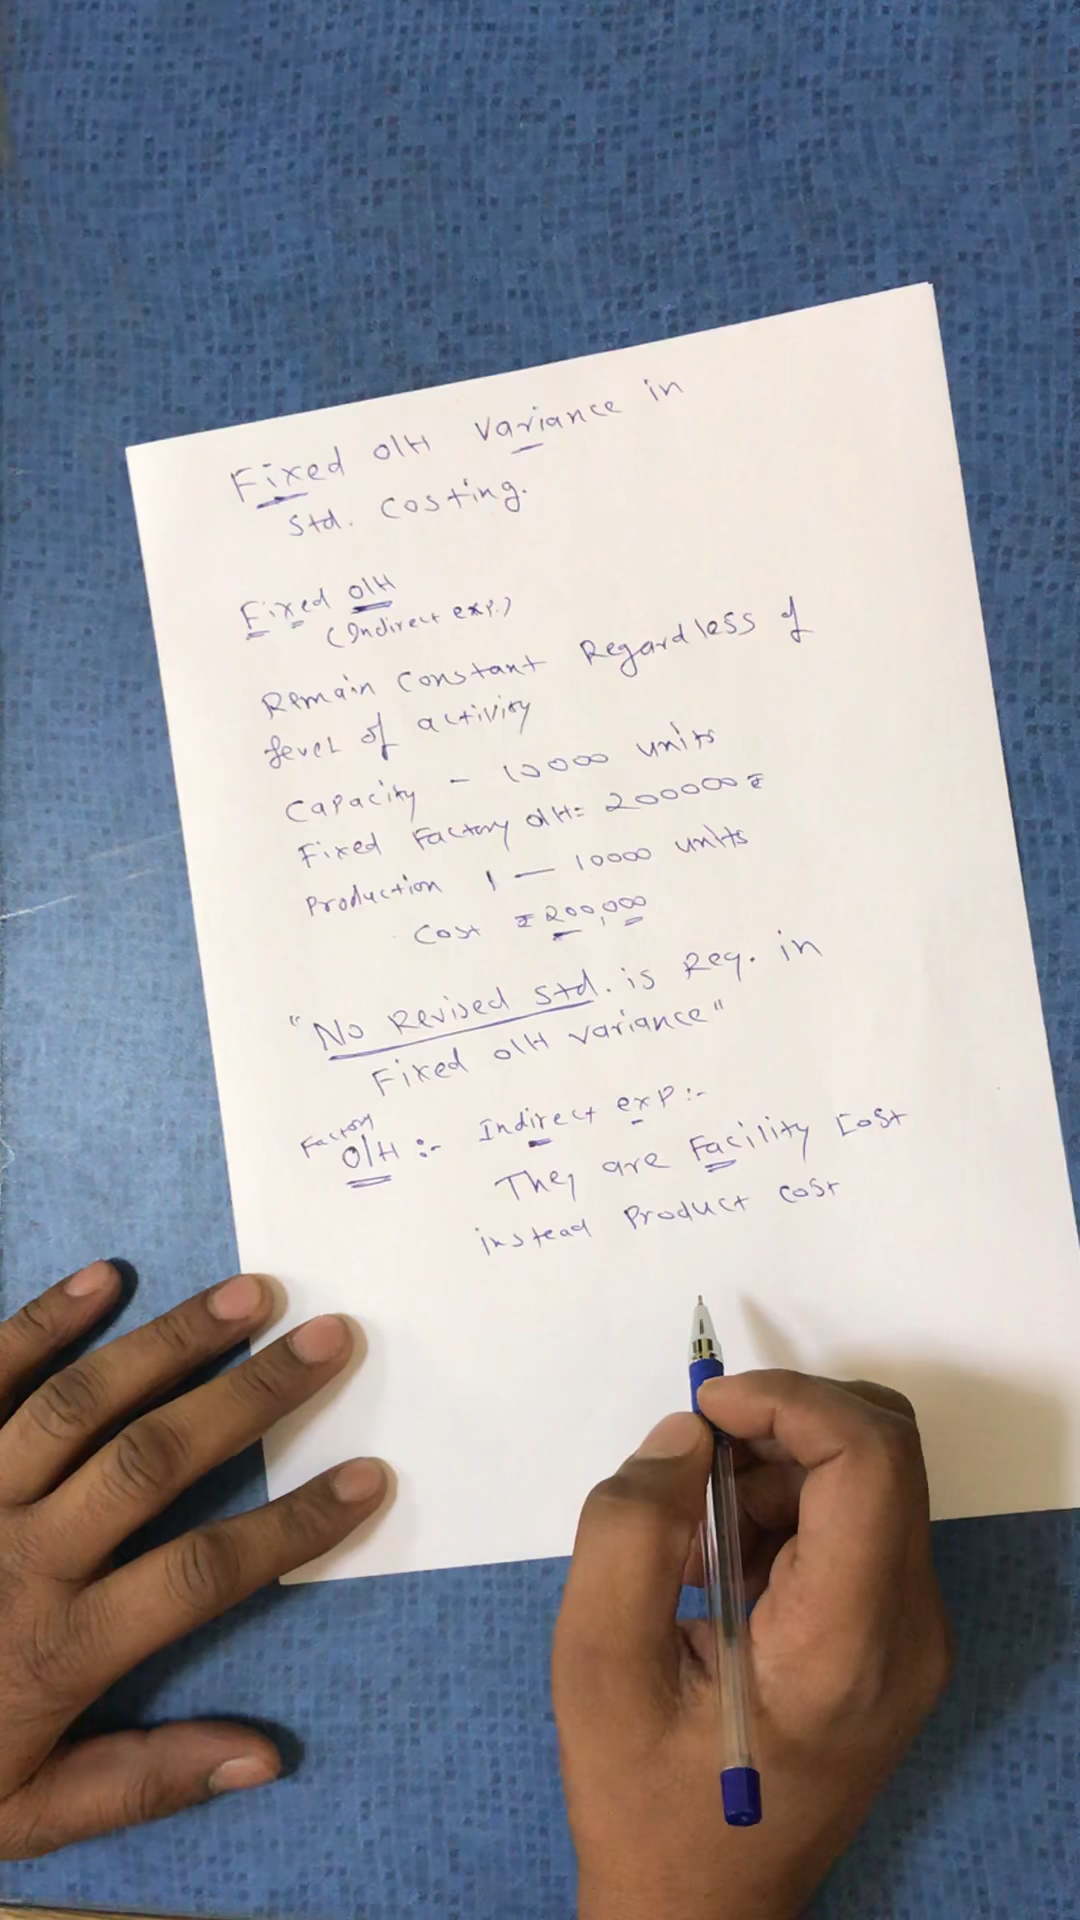 Fixed O/H Variance in
Std. Costing.
Fixed O/H
(Indirect exp.)
Remain Constant Regardless of
level of activity
Capacity - 10000 units
Fixed Factory O/H = 200000 ₹
Production 1 — 10000 units
Cost ₹ 200,000
"No Revised Std. is Req. in
Fixed O/H Variance"
Factory
O/H :- Indirect exp :-
They are Facility Cost
instead Product Cost